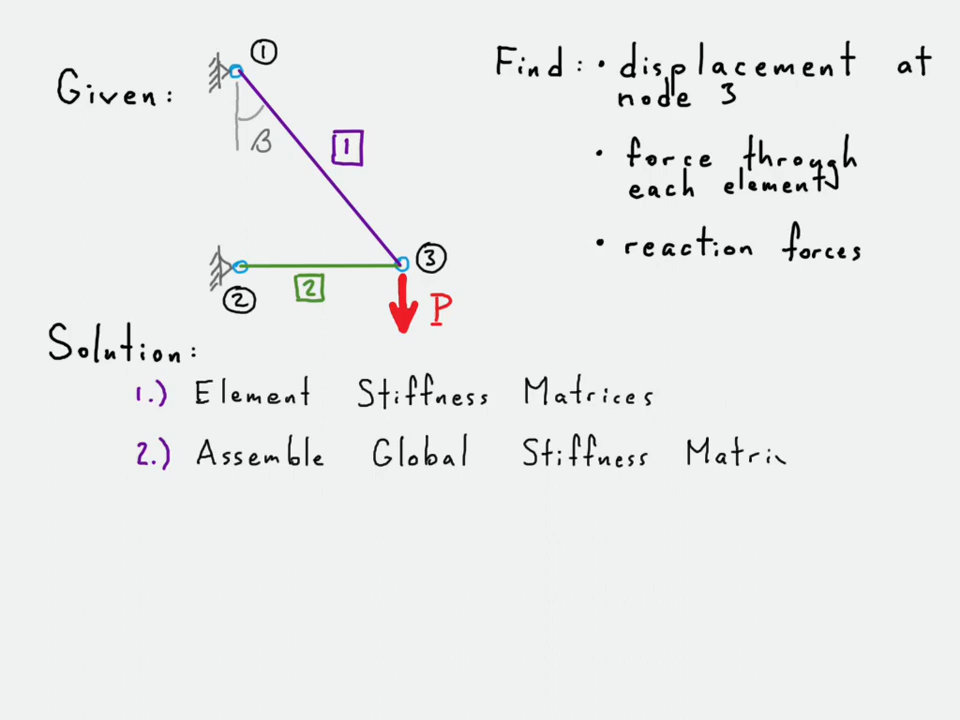 Given:
1
β
1
2
2
3
P
Find: • displacement at
node 3
• force through
each element
• reaction forces
Solution:
1.) Element Stiffness Matrices
2.) Assemble Global Stiffness Matri